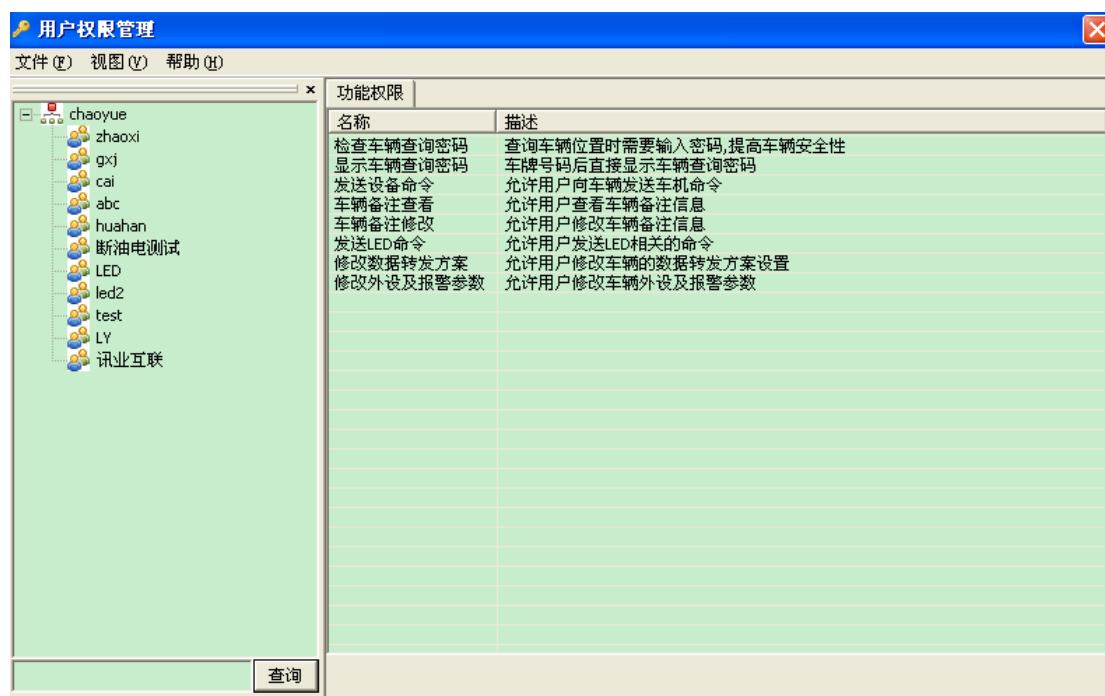 用户权限管理
文件(F) 视图(V) 帮助(H)
功能权限
chaoyue
zhaoxi
gxj
cai
abc
huahan
断油电测试
LED
led2
test
LY
讯业互联
查询
名称 描述
检查车辆查询密码 查询车辆位置时需要输入密码,提高车辆安全性
显示车辆查询密码 车牌号码后直接显示车辆查询密码
发送设备命令 允许用户向车辆发送车机命令
车辆备注查看 允许用户查看车辆备注信息
车辆备注修改 允许用户修改车辆备注信息
发送LED命令 允许用户发送LED相关的命令
修改数据转发方案 允许用户修改车辆的数据转发方案设置
修改外设及报警参数 允许用户修改车辆外设及报警参数